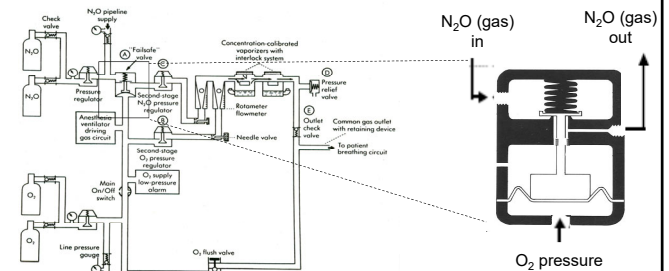 Check
valve
N₂O pipeline
supply
N₂O
N₂O
Pressure
regulator
A
"Failsafe"
valve
C
Second-stage
N₂O pressure
regulator
Concentration-calibrated
vaporizers with
interlock system
D
Pressure
relief
valve
Rotameter
flowmeter
E
Outlet
check
valve
Common gas outlet
with retaining device
To patient
breathing circuit
Anesthesia
ventilator
driving
gas circuit
B
Needle valve
Second-stage
O₂ pressure
regulator
O₂ supply
low-pressure
alarm
Main
On/Off
switch
O₂
O₂
Line pressure
gauge
O₂ flush valve
N₂O (gas)
in
N₂O (gas)
out
O₂ pressure